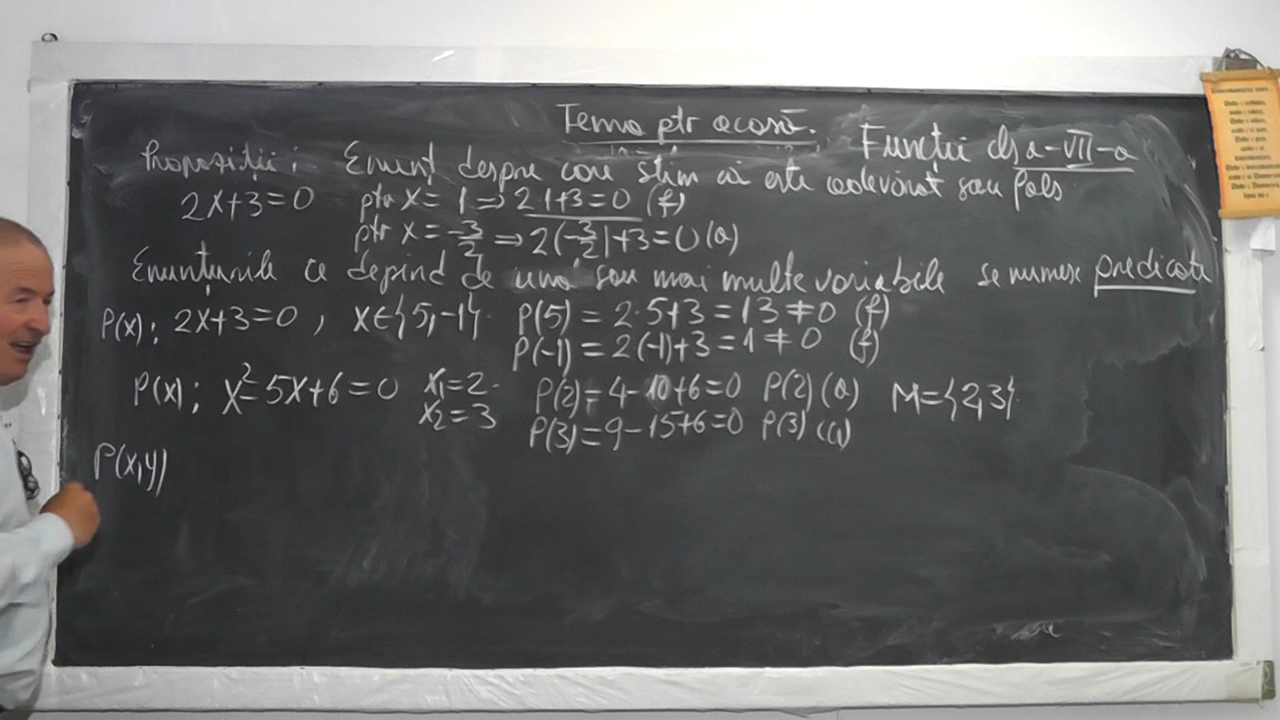 Tema ptr acasă. Funcții cls a-VII-a
Propoziții: Enunț despre care știm că este adevărat sau fals
2x+3=0 ptr x=1 ⇒ 2·1+3=0 (f)
ptr x=-3/2 ⇒ 2(-3/2)+3=0 (a)
Enunțurile ce depind de una sau mai multe variabile se numesc predicate
P(x): 2x+3=0, x∈{5,-1} P(5)=2·5+3=13≠0 (f)
P(-1)=2(-1)+3=1≠0 (f)
P(x): x²-5x+6=0 x₁=2 P(2)=4-10+6=0 P(2)(a) M={2,3}
x₂=3 P(3)=9-15+6=0 P(3)(a)
P(x,y)